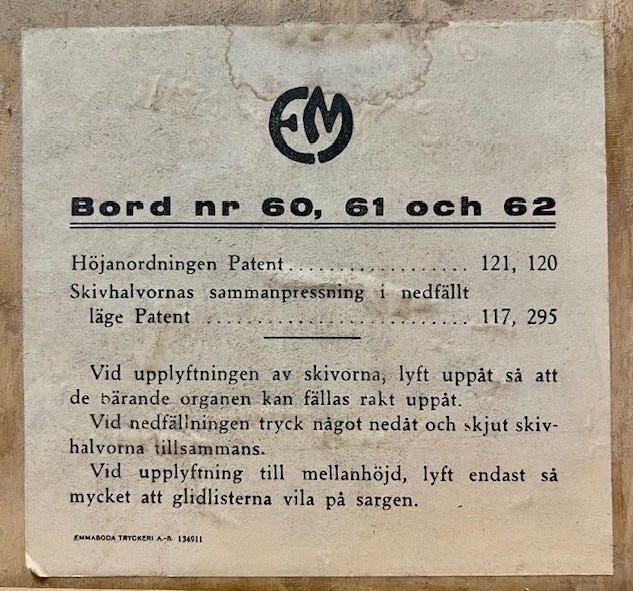 EM
Bord nr 60, 61 och 62
Höjanordningen Patent.................... 121, 120
Skivhalvornas sammanpressning i nedfällt
läge Patent ............................ 117, 295
Vid upplyftningen av skivorna, lyft uppåt så att
de bärande organen kan fällas rakt uppåt.
Vid nedfällningen tryck något nedåt och skjut skiv-
halvorna tillsammans.
Vid upplyftning till mellanhöjd, lyft endast så
mycket att glidlisterna vila på sargen.
EMMABODA TRYCKERI A.-B. 134911